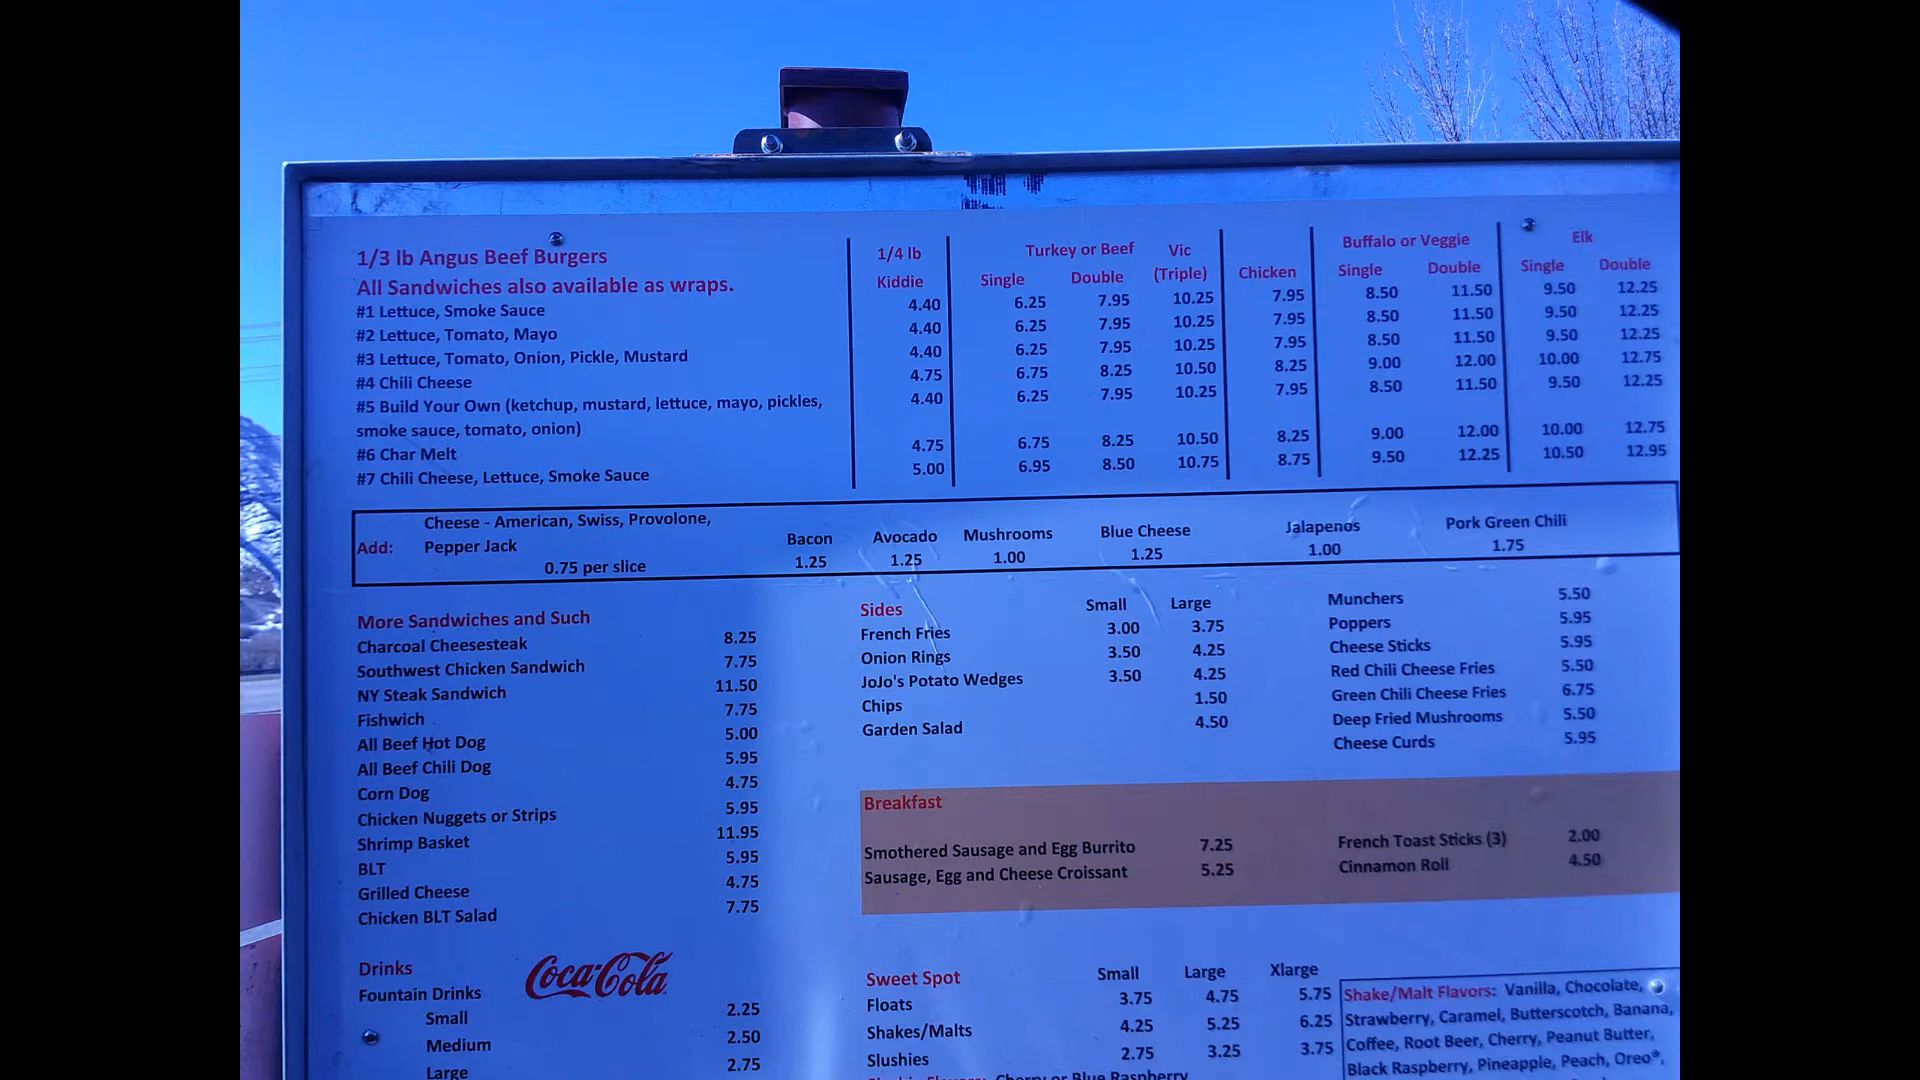 1/3 lb Angus Beef Burgers
All Sandwiches also available as wraps.
1/4 lb Kiddie
Turkey or Beef Single Double
Vic (Triple)
Chicken
Buffalo or Veggie Single Double
Elk Single Double
#1 Lettuce, Smoke Sauce 4.40 6.25 7.95 10.25 7.95 8.50 11.50 9.50 12.25
#2 Lettuce, Tomato, Mayo 4.40 6.25 7.95 10.25 7.95 8.50 11.50 9.50 12.25
#3 Lettuce, Tomato, Onion, Pickle, Mustard 4.40 6.25 7.95 10.25 7.95 8.50 11.50 9.50 12.25
#4 Chili Cheese 4.75 6.75 8.25 10.50 8.25 9.00 12.00 10.00 12.75
#5 Build Your Own (ketchup, mustard, lettuce, mayo, pickles, 4.40 6.25 7.95 10.25 7.95 8.50 11.50 9.50 12.25
smoke sauce, tomato, onion)
#6 Char Melt 4.75 6.75 8.25 10.50 8.25 9.00 12.00 10.00 12.75
#7 Chili Cheese, Lettuce, Smoke Sauce 5.00 6.95 8.50 10.75 8.75 9.50 12.25 10.50 12.95
Add:
Cheese - American, Swiss, Provolone,
Pepper Jack
0.75 per slice
Bacon Avocado Mushrooms Blue Cheese Jalapenos Pork Green Chili
1.25 1.25 1.00 1.25 1.00 1.75
More Sandwiches and Such
Charcoal Cheesesteak 8.25
Southwest Chicken Sandwich 7.75
NY Steak Sandwich 11.50
Fishwich 7.75
All Beef Hot Dog 5.00
All Beef Chili Dog 5.95
Corn Dog 4.75
Chicken Nuggets or Strips 5.95
Shrimp Basket 11.95
BLT 5.95
Grilled Cheese 4.75
Chicken BLT Salad 7.75
Sides Small Large
French Fries 3.00 3.75
Onion Rings 3.50 4.25
JoJo's Potato Wedges 3.50 4.25
Chips 1.50
Garden Salad 4.50
Munchers 5.50
Poppers 5.95
Cheese Sticks 5.95
Red Chili Cheese Fries 5.50
Green Chili Cheese Fries 6.75
Deep Fried Mushrooms 5.50
Cheese Curds 5.95
Breakfast
Smothered Sausage and Egg Burrito 7.25
Sausage, Egg and Cheese Croissant 5.25
French Toast Sticks (3) 2.00
Cinnamon Roll 4.50
Drinks
Coca-Cola
Fountain Drinks
Small 2.25
Medium 2.50
Large 2.75
Sweet Spot Small Large Xlarge
Floats 3.75 4.75 5.75
Shakes/Malts 4.25 5.25 6.25
Slushies 2.75 3.25 3.75
Cherry or Blue Raspberry
Shake/Malt Flavors: Vanilla, Chocolate,
Strawberry, Caramel, Butterscotch, Banana,
Coffee, Root Beer, Cherry, Peanut Butter,
Black Raspberry, Pineapple, Peach, Oreo®,